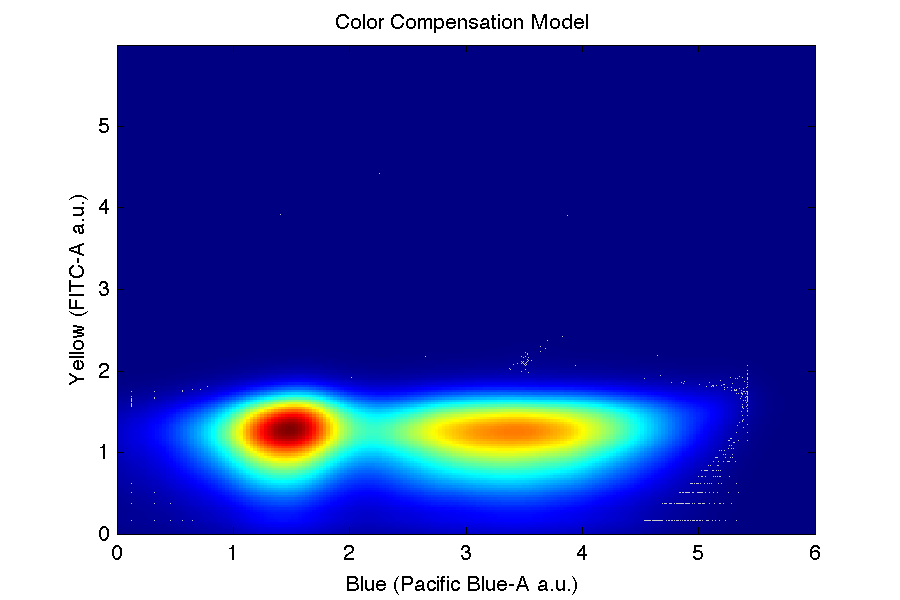 Color Compensation Model
Yellow (FITC-A a.u.)
5
4
3
2
1
0
0 1 2 3 4 5 6
Blue (Pacific Blue-A a.u.)